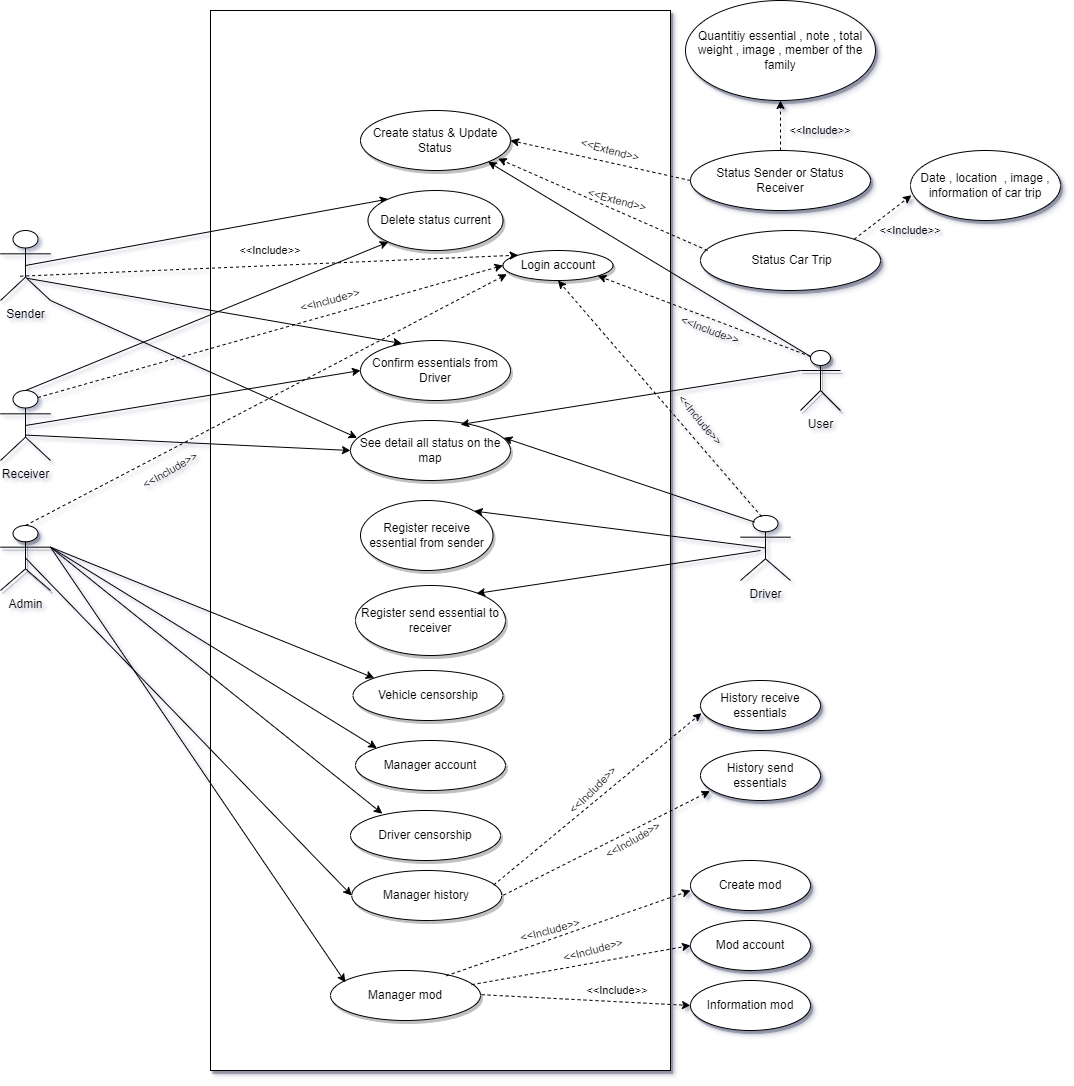 Quantitiy essential , note , total
weight , image , member of the
family
<<Include>>
Create status & Update
Status
<<Extend>>
Status Sender or Status
Receiver
Date , location , image ,
information of car trip
<<Extend>>
<<Include>>
Delete status current
Status Car Trip
<<Include>>
Login account
Sender
<<Include>>
<<Include>>
Confirm essentials from
Driver
User
<<Include>>
See detail all status on the
map
Receiver
<<Include>>
Register receive
essential from sender
Driver
Admin
Register send essential to
receiver
Vehicle censorship
History receive
essentials
Manager account
History send
essentials
<<Include>>
Driver censorship
<<Include>>
Manager history
Create mod
<<Include>>
Mod account
<<Include>>
Manager mod
<<Include>>
Information mod